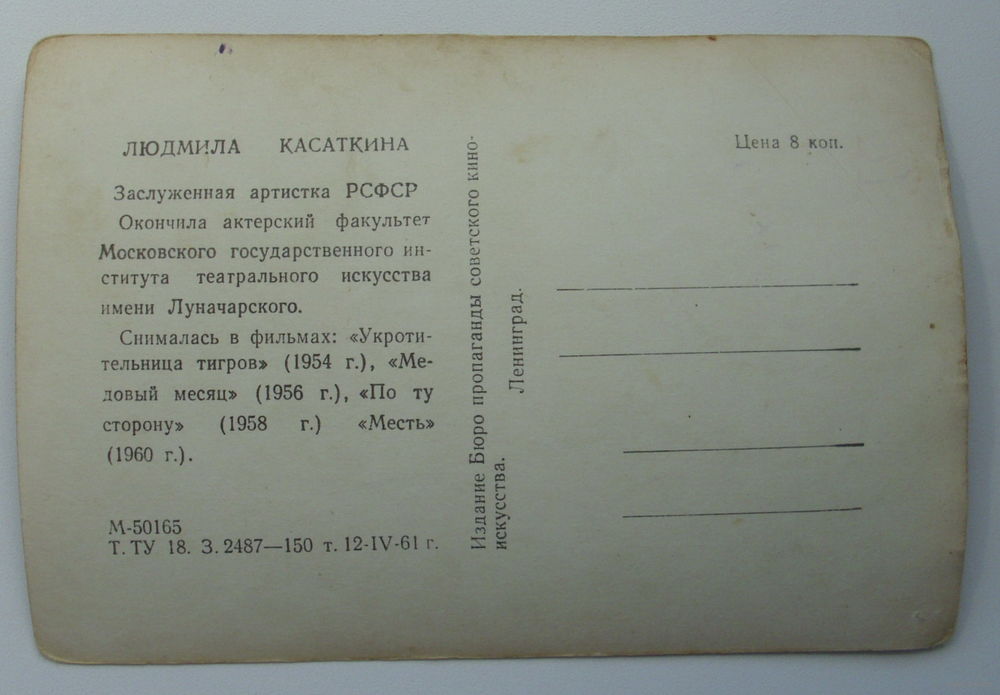 ЛЮДМИЛА КАСАТКИНА
Заслуженная артистка РСФСР
Окончила актерский факультет
Московского государственного ин-
ститута театрального искусства
имени Луначарского.
Снималась в фильмах: «Укроти-
тельница тигров» (1954 г.), «Ме-
довый месяц» (1956 г.), «По ту
сторону» (1958 г.) «Месть»
(1960 г.).
М-50165
Т. ТУ 18. З. 2487—150 т. 12-IV-61 г.
Издание Бюро пропаганды советского кино-
искусства.
Ленинград.
Цена 8 коп.